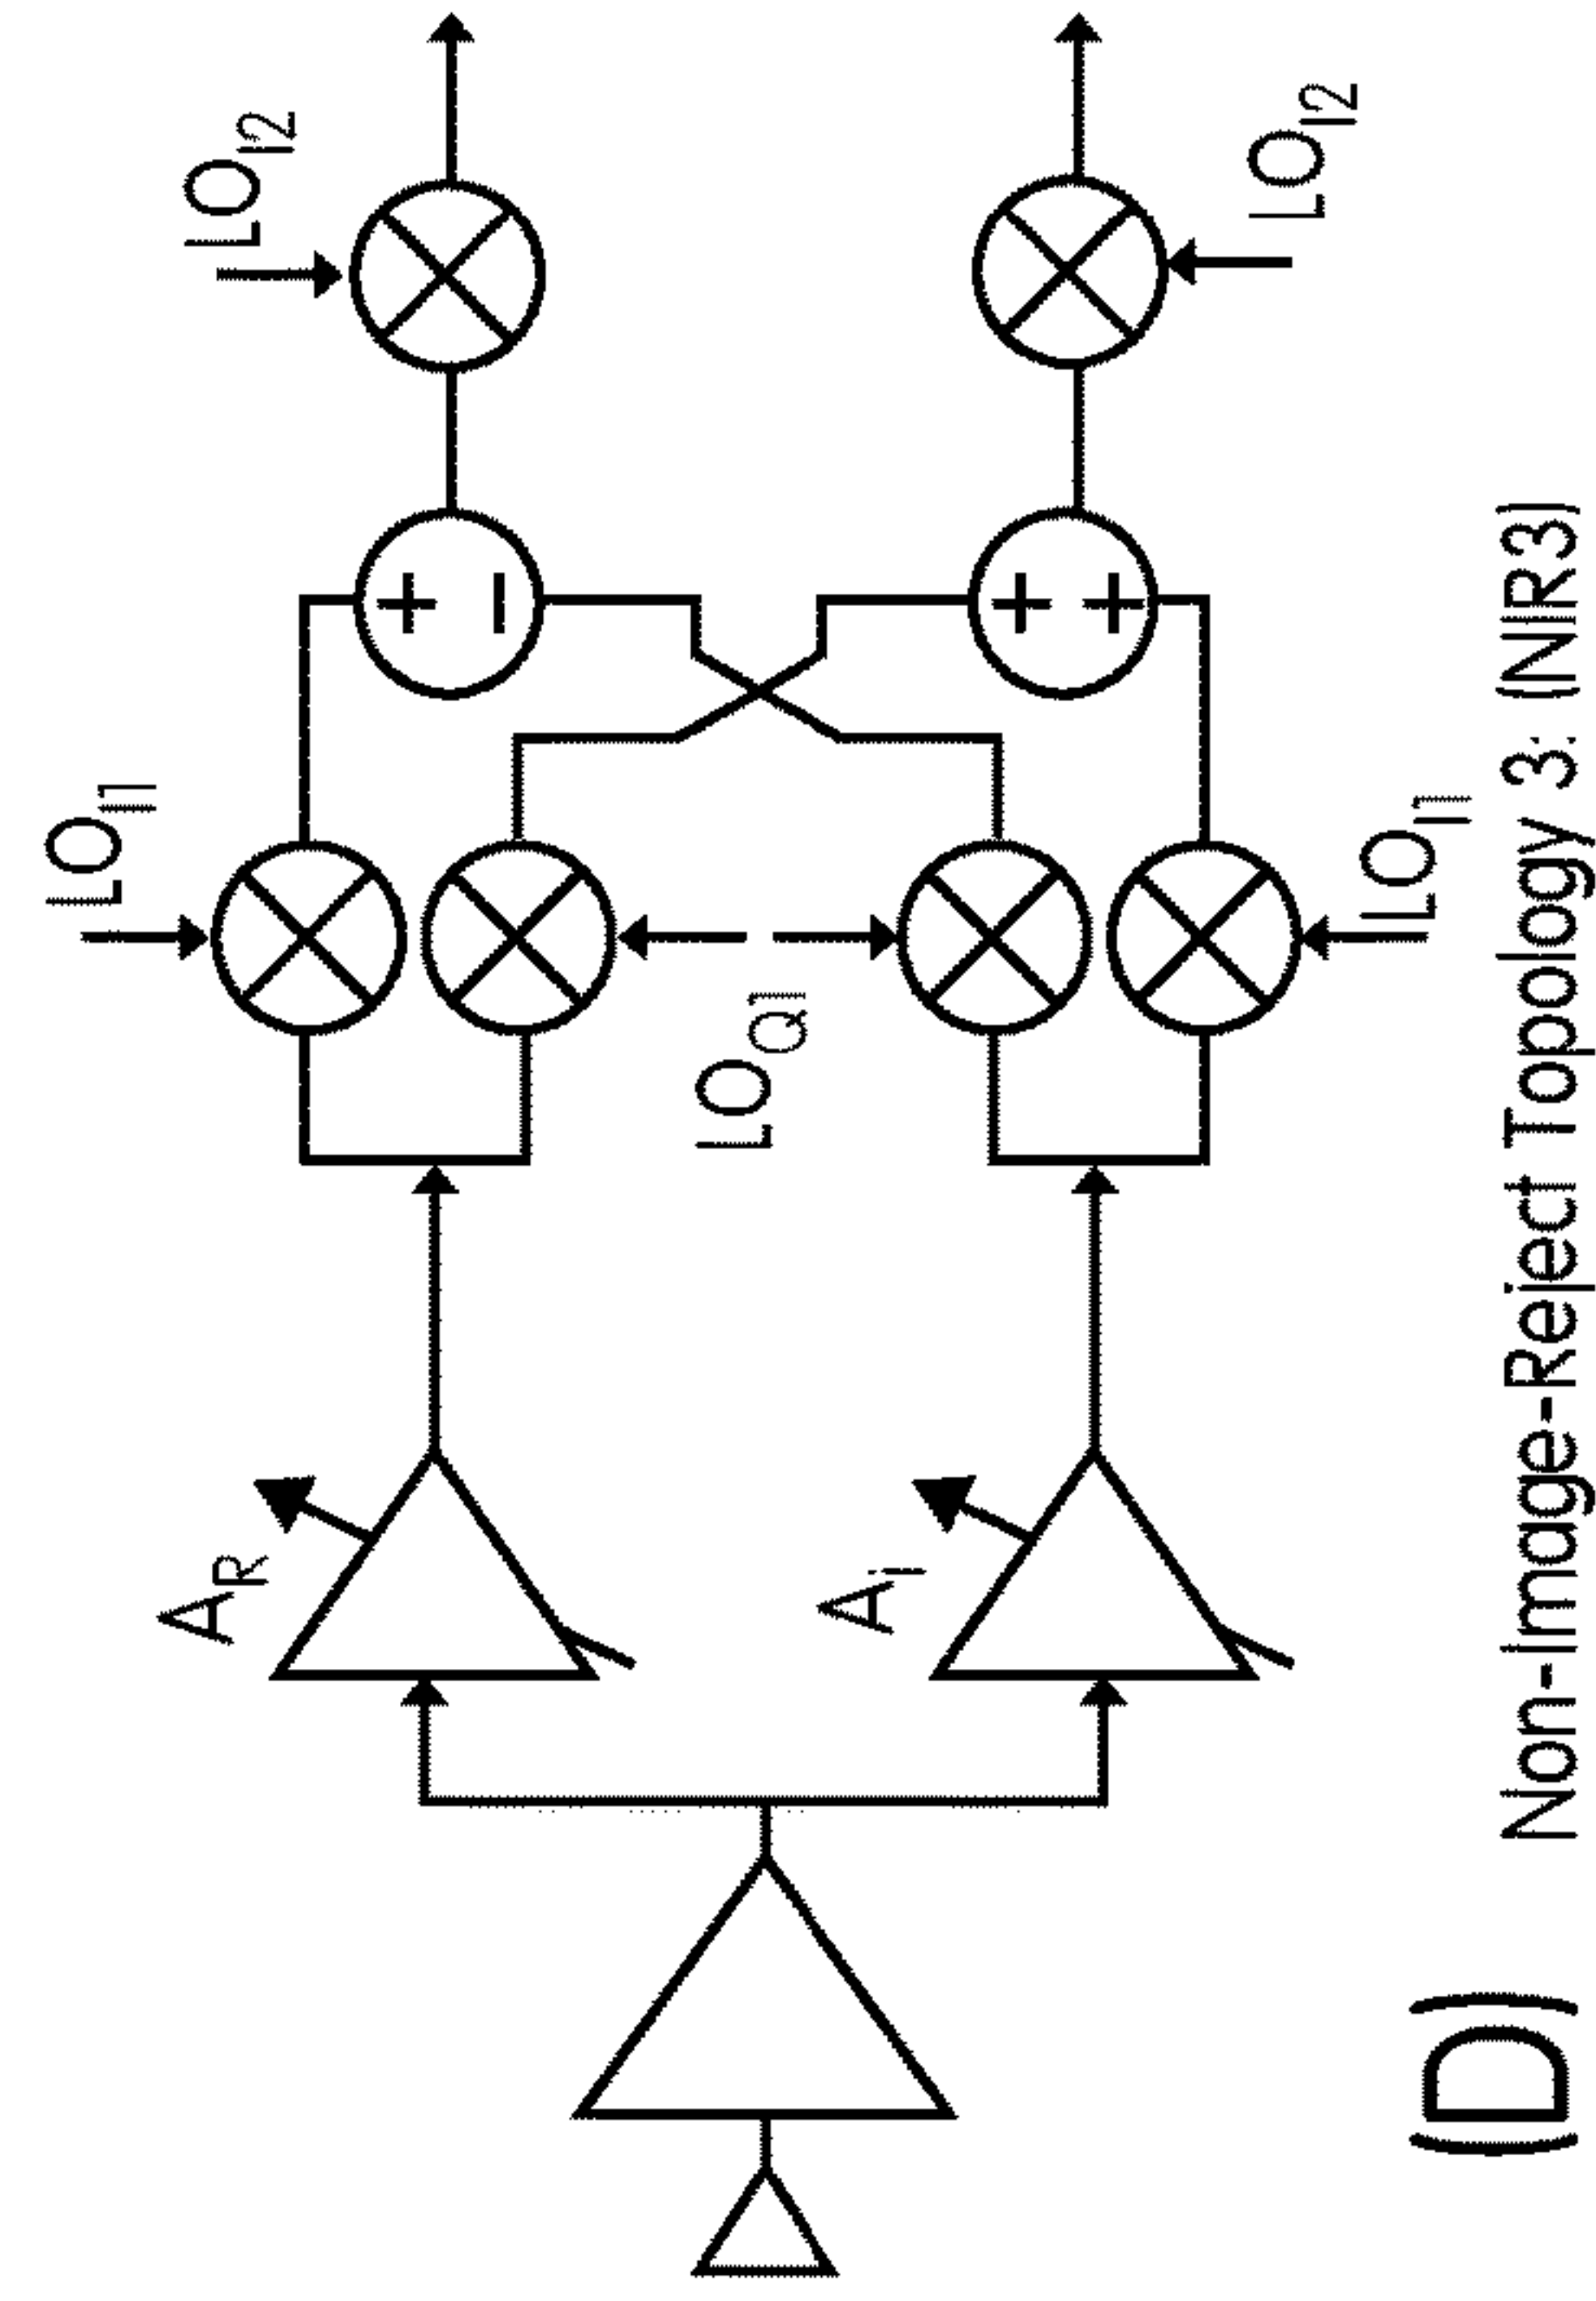 LO_I1
A_R
LO_I2
+
−
LO_Q1
A_i
+
+
LO_I2
LO_I1
(D) Non-Image-Reject Topology 3: (NIR3)